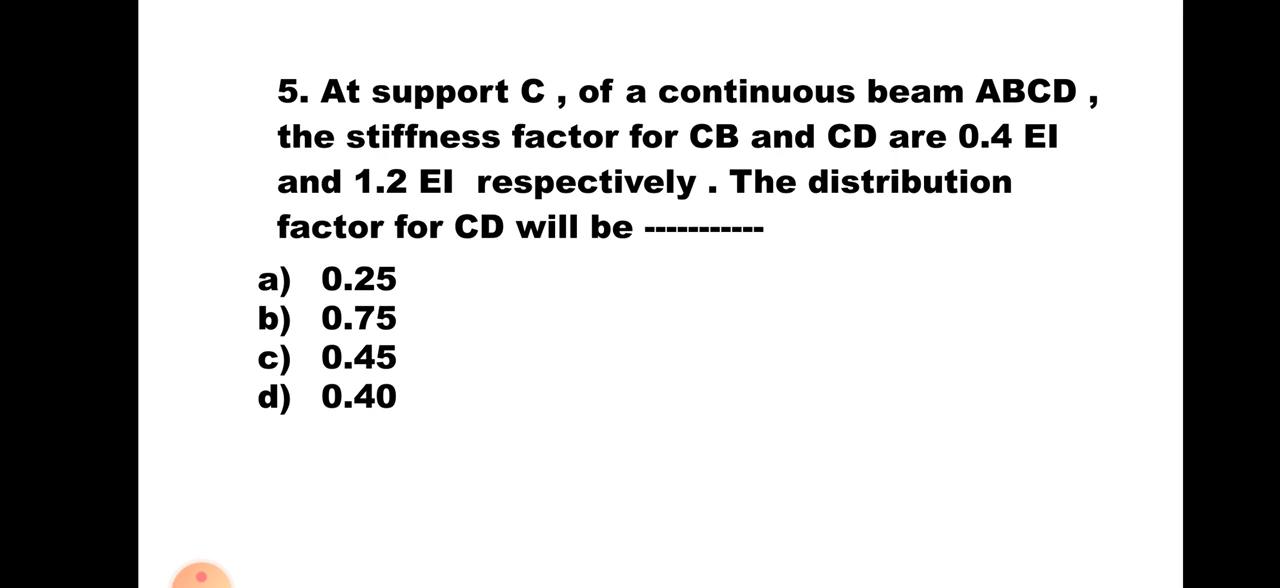 5. At support C , of a continuous beam ABCD ,
the stiffness factor for CB and CD are 0.4 EI
and 1.2 EI  respectively . The distribution
factor for CD will be -----------
a) 0.25
b) 0.75
c) 0.45
d) 0.40